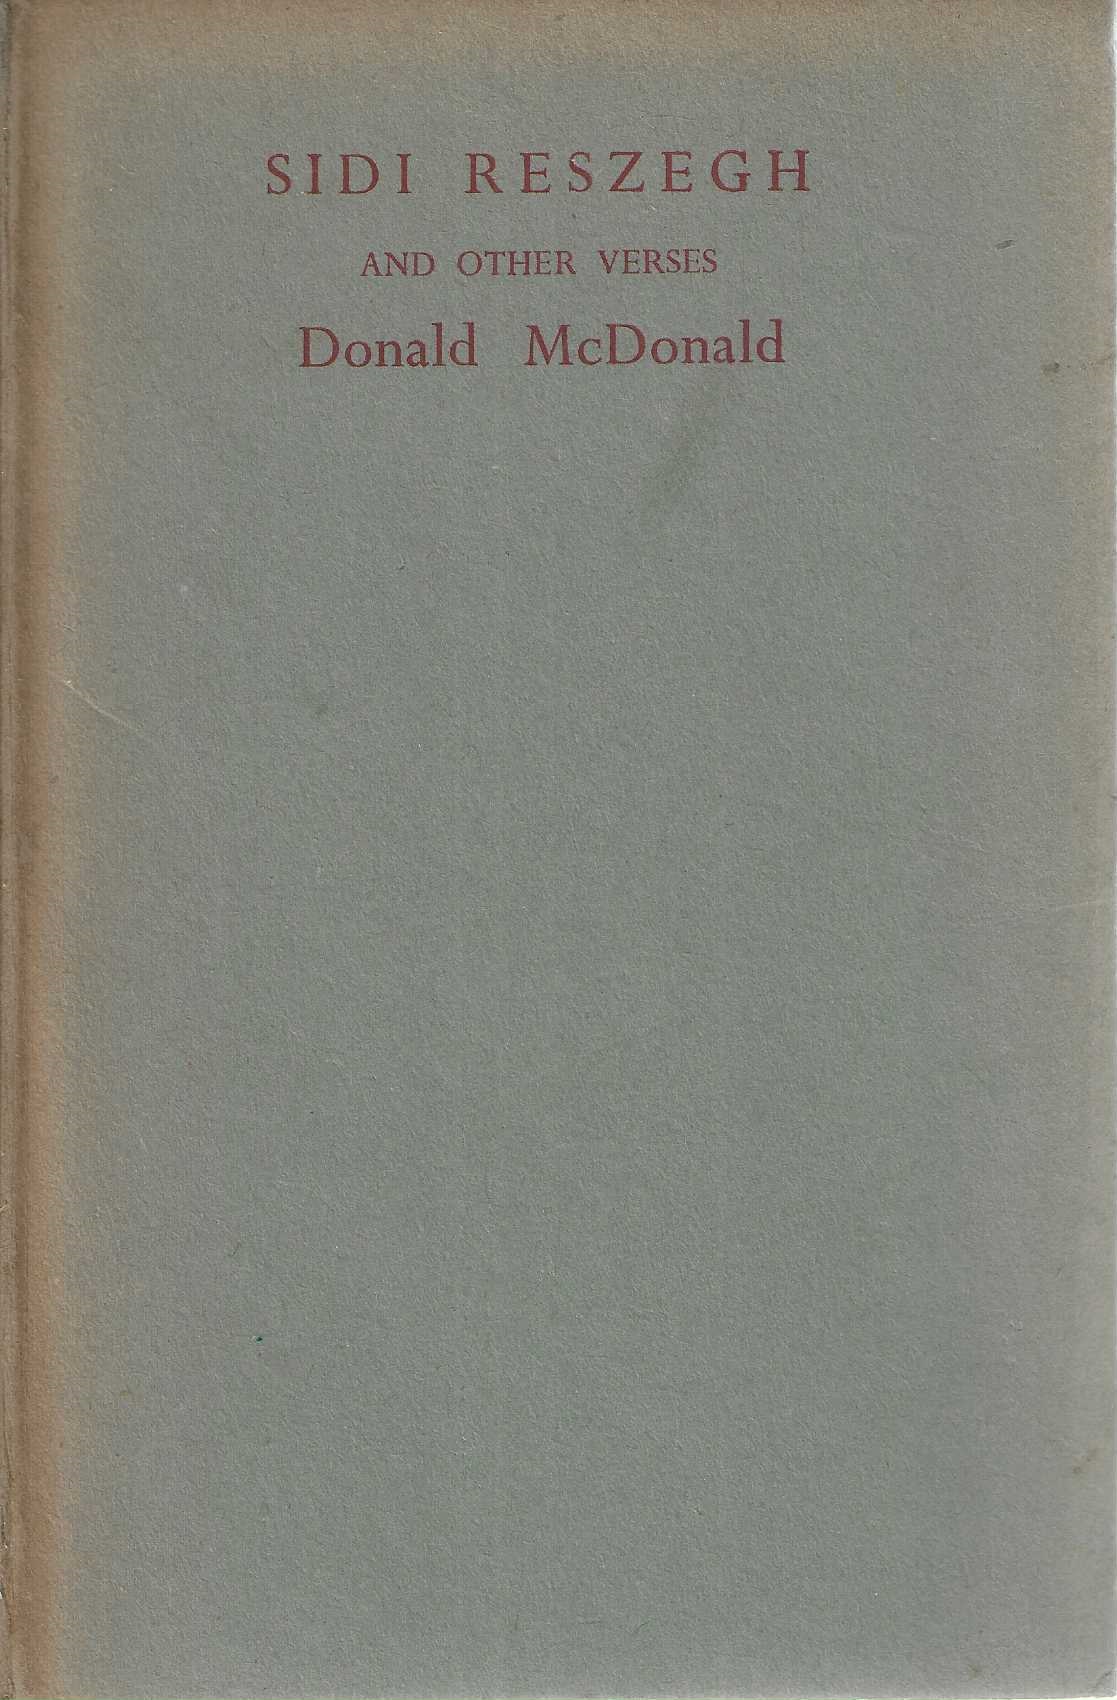 SIDI RESZEGH
AND OTHER VERSES
Donald McDonald